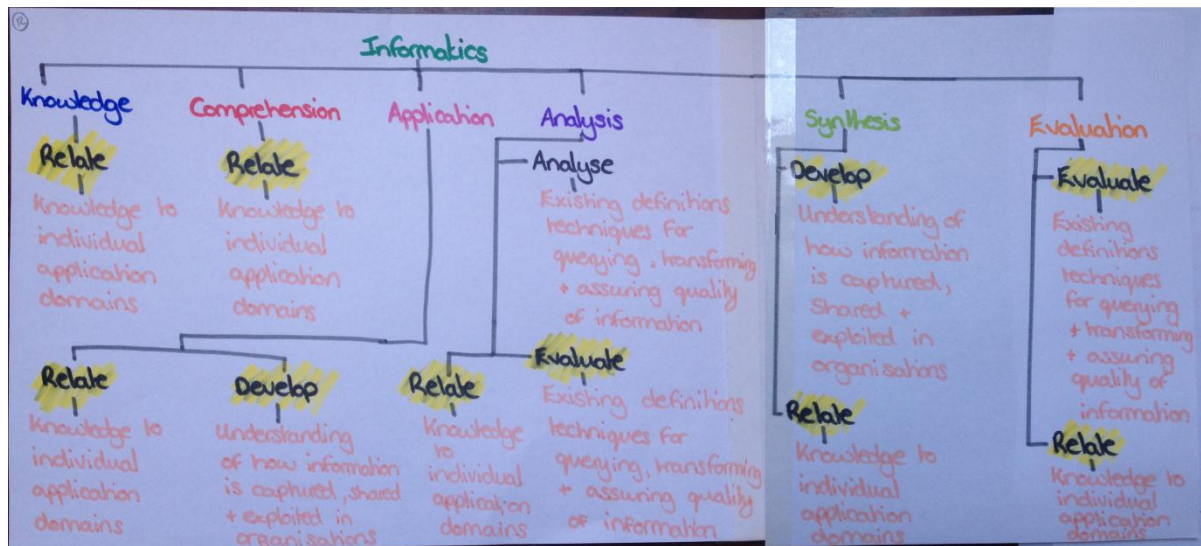 12
Informatics
Knowledge
Comprehension
Application
Analysis
Synthesis
Evaluation
Relate
Knowledge to
individual
application
domains
Relate
Knowledge to
individual
application
domains
Relate
Knowledge to
individual
application
domains
Develop
Understanding
of how information
is captured, shared
+ exploited in
organisations
Analyse
Existing definitions
techniques for
querying, transforming
+ assuring quality
of information
Relate
Knowledge
to
individual
application
domains
Evaluate
Existing definitions
techniques for
querying, transforming
+ assuring quality
of information
Develop
Understanding of
how information
is captured,
Shared +
exploited in
organisations
Relate
Knowledge to
individual
application
domains
Evaluate
Existing
definitions
techniques
for querying
+ transforming
+ assuring
quality of
information
Relate
Knowledge to
individual
application
domains